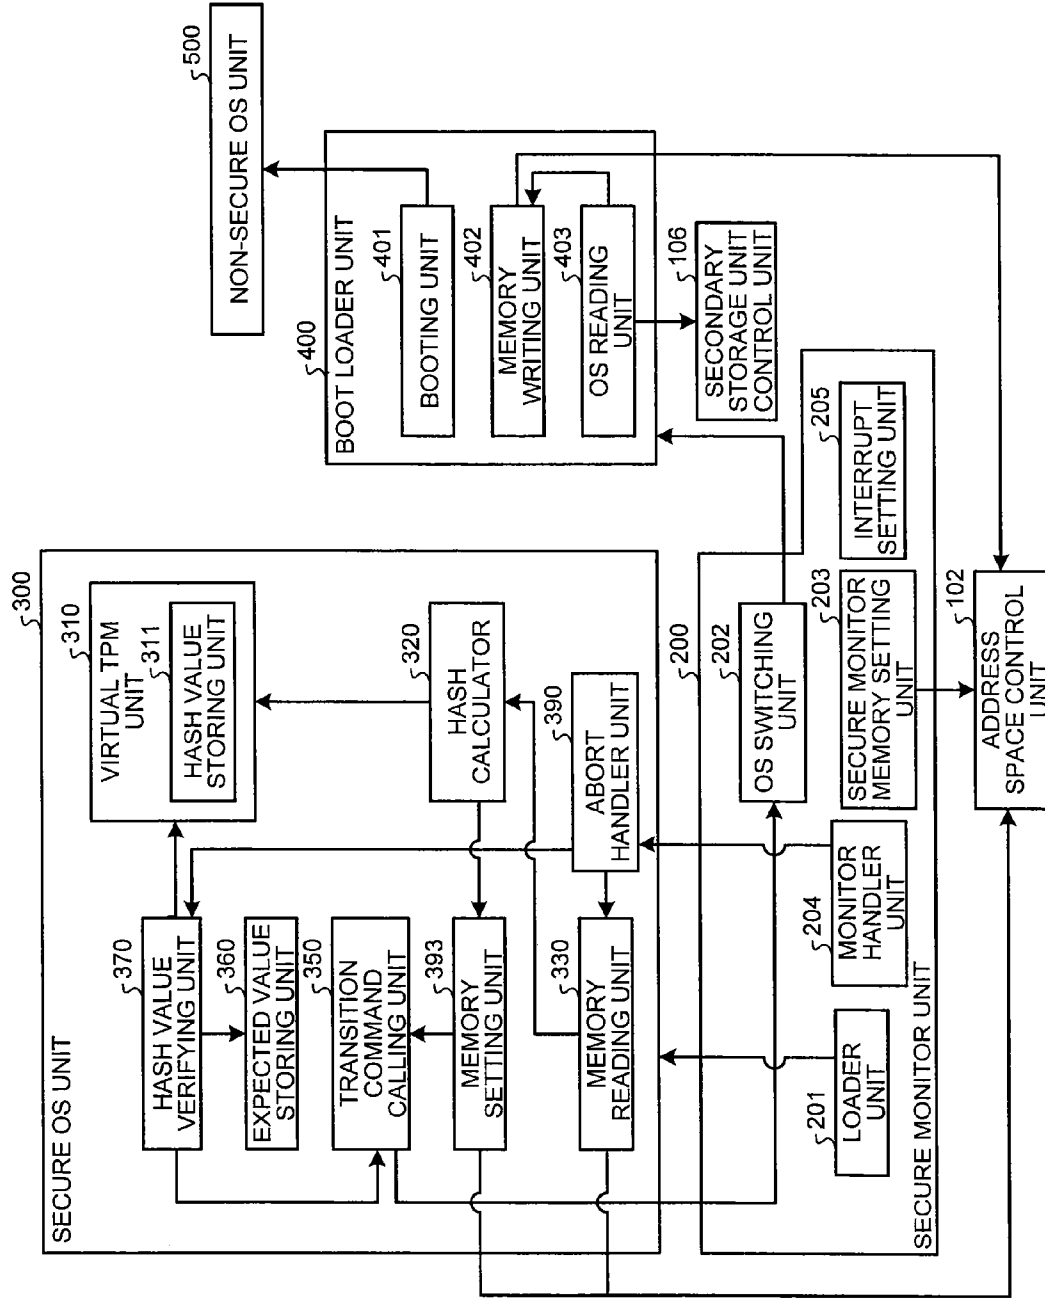 SECURE OS UNIT
300
VIRTUAL TPM
UNIT
310
HASH VALUE
STORING UNIT
311
HASH VALUE
VERIFYING UNIT
370
EXPECTED VALUE
STORING UNIT
360
TRANSITION
COMMAND
CALLING UNIT
350
HASH
CALCULATOR
320
MEMORY
SETTING UNIT
393
ABORT
HANDLER UNIT
390
MEMORY
READING UNIT
330
NON-SECURE OS UNIT
500
BOOT LOADER UNIT
400
BOOTING UNIT
401
MEMORY
WRITING UNIT
402
OS READING
UNIT
403
SECONDARY
STORAGE UNIT
CONTROL UNIT
106
SECURE MONITOR UNIT
200
LOADER
UNIT
201
OS SWITCHING
UNIT
202
MONITOR
HANDLER
UNIT
204
SECURE MONITOR
MEMORY SETTING
UNIT
203
INTERRUPT
SETTING UNIT
205
ADDRESS
SPACE CONTROL
UNIT
102